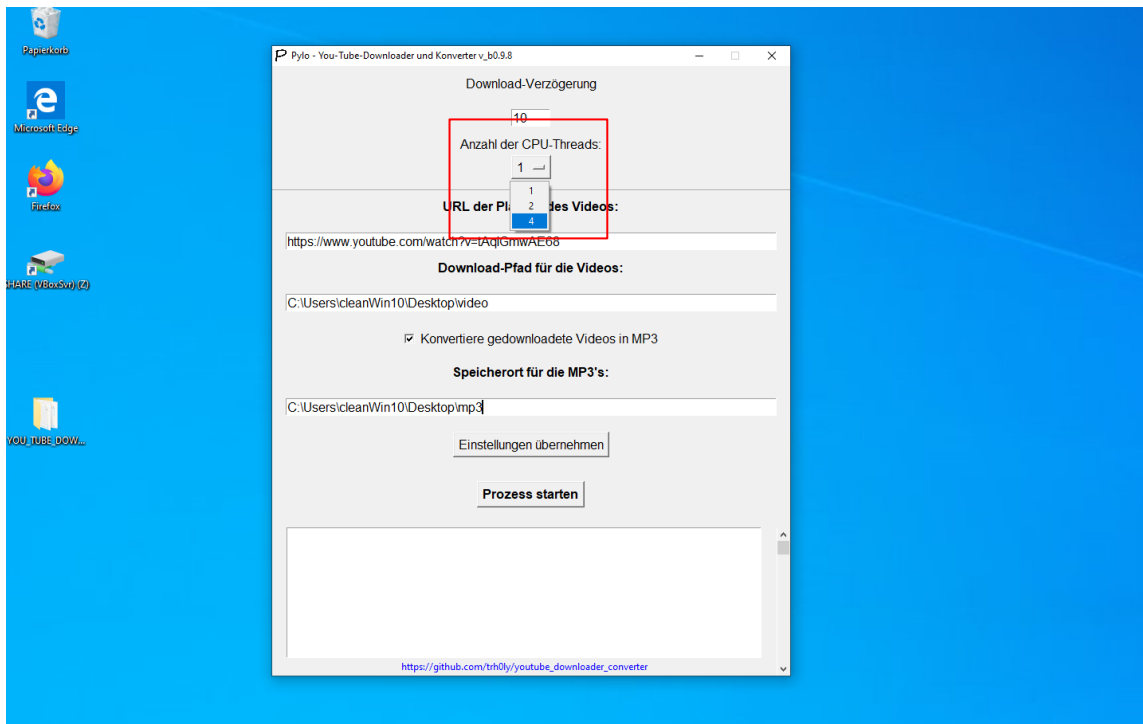 Papierkorb
Microsoft Edge
Firefox
SHARE (VBoxSvr) (Z)
YOU_TUBE_DOW...
Pylo - You-Tube-Downloader und Konverter v_b0.9.8
Download-Verzögerung
10
Anzahl der CPU-Threads:
1
1
2
4
URL der des Videos:
https://www.youtube.com/watch?v=tAqIGmwAE68
Download-Pfad für die Videos:
C:\Users\cleanWin10\Desktop\video
Konvertiere gedownloadete Videos in MP3
Speicherort für die MP3's:
C:\Users\cleanWin10\Desktop\mp3
Einstellungen übernehmen
Prozess starten
https://github.com/trh0ly/youtube_downloader_converter